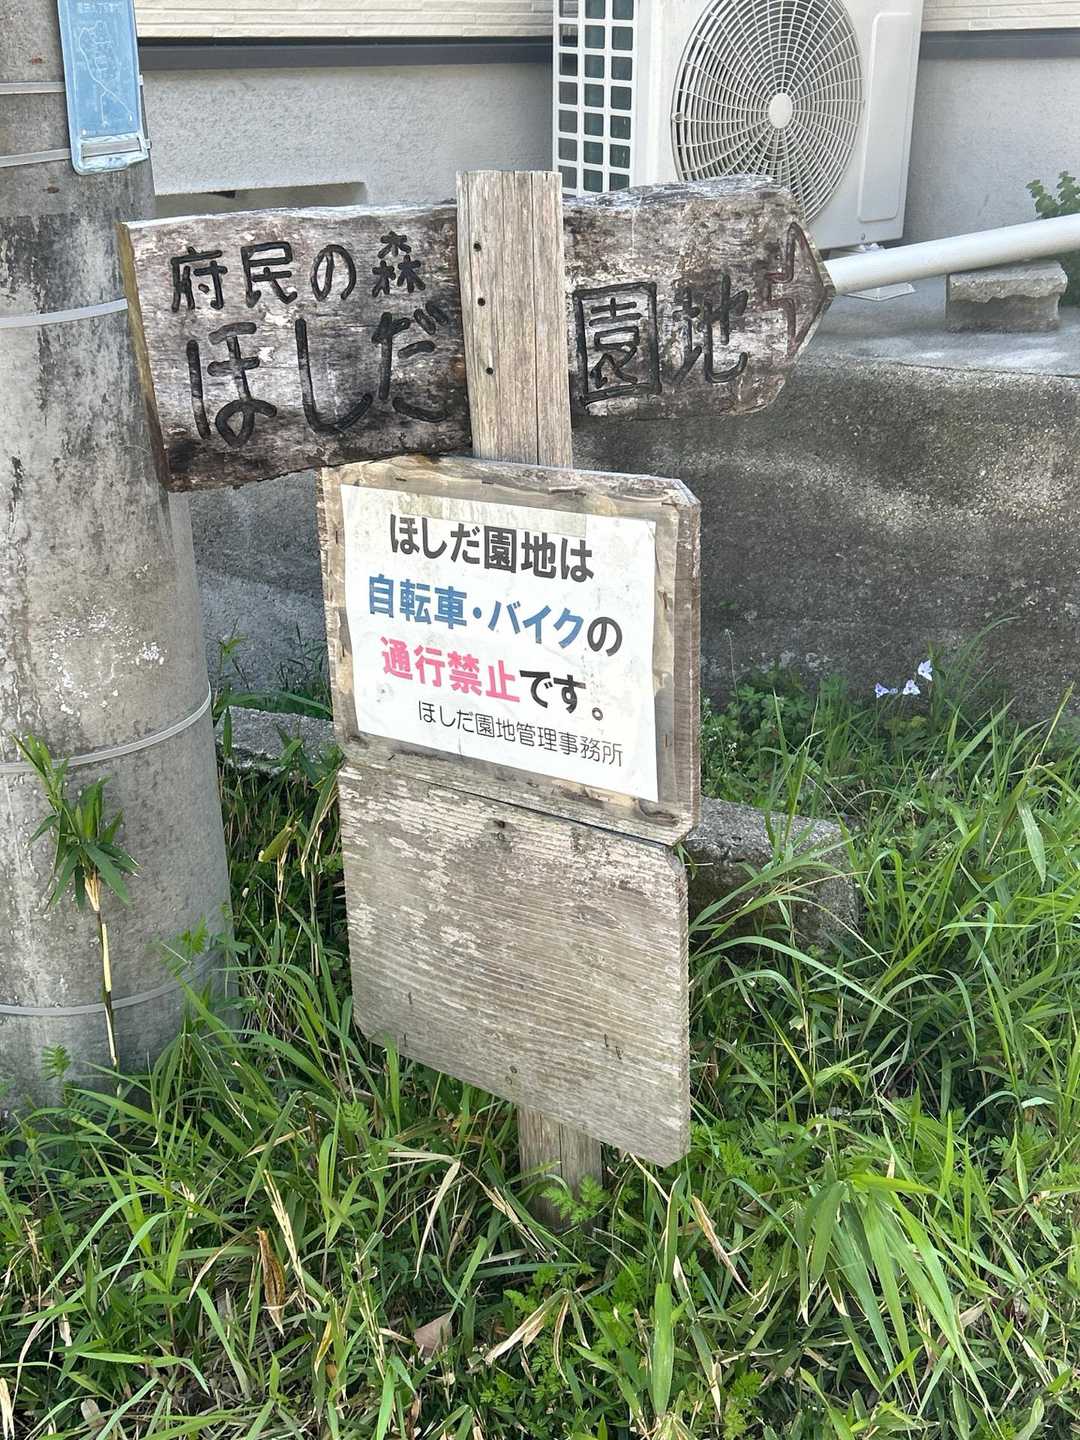 府民の森
ほしだ園地
ほしだ園地は
自転車・バイクの
通行禁止です。
ほしだ園地管理事務所